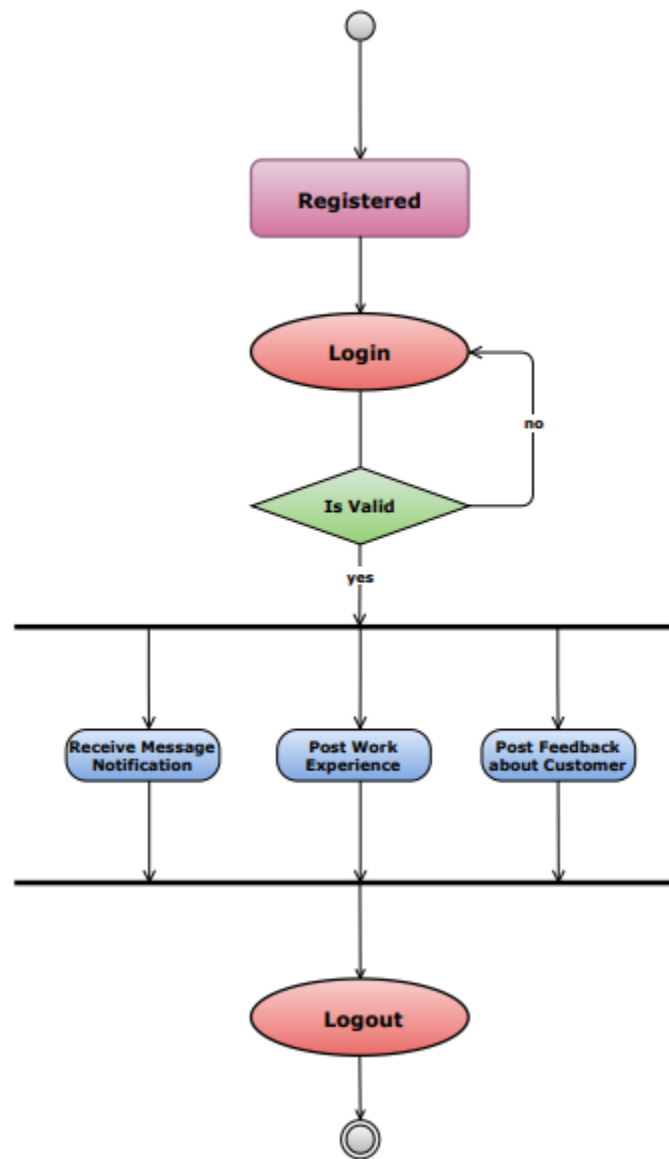 Registered
Login
no
Is Valid
yes
Receive Message
Notification
Post Work
Experience
Post Feedback
about Customer
Logout